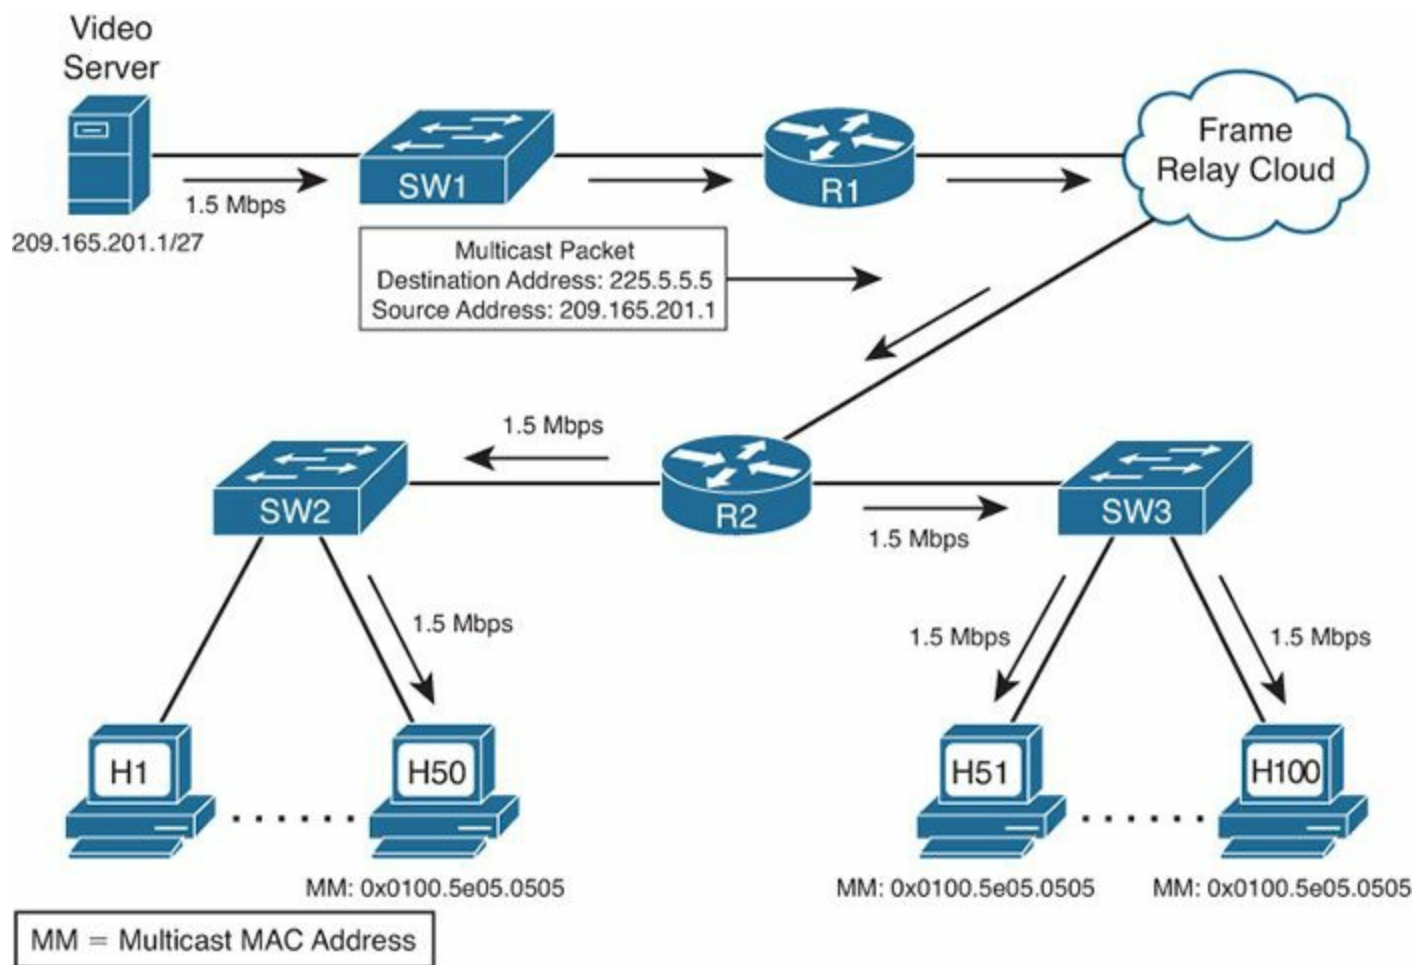 Video
Server
Frame
Relay Cloud
SW1
R1
1.5 Mbps
209.165.201.1/27
Multicast Packet
Destination Address: 225.5.5.5
Source Address: 209.165.201.1
1.5 Mbps
SW2
R2
SW3
1.5 Mbps
1.5 Mbps
1.5 Mbps
1.5 Mbps
H1
H50
H51
H100
MM: 0x0100.5e05.0505
MM: 0x0100.5e05.0505
MM: 0x0100.5e05.0505
MM = Multicast MAC Address